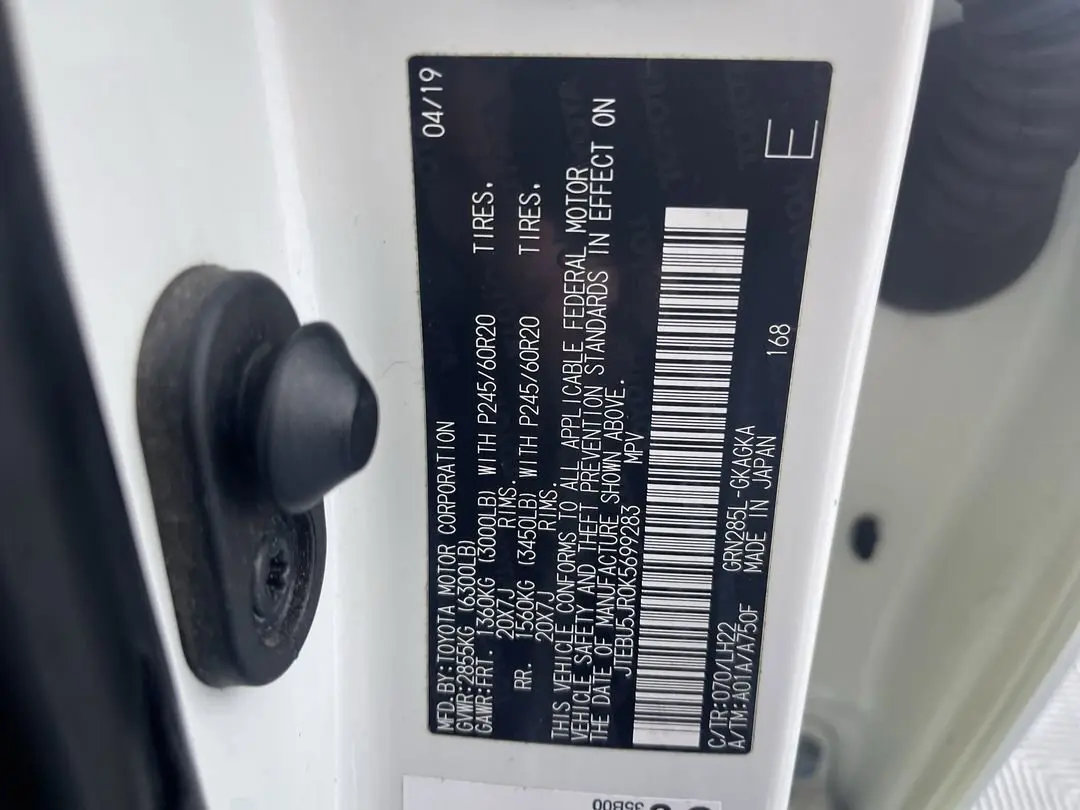 MFD. BY:TOYOTA MOTOR CORPORATION 04/19
GVWR:2855KG (6300LB)
GAWR:FRT. 1360KG (3000LB) WITH P245/60R20 TIRES.
20X7J RIMS.
RR. 1560KG (3450LB) WITH P245/60R20 TIRES.
20X7J RIMS.
THIS VEHICLE CONFORMS TO ALL APPLICABLE FEDERAL MOTOR
VEHICLE SAFETY AND THEFT PREVENTION STANDARDS IN EFFECT ON
THE DATE OF MANUFACTURE SHOWN ABOVE.
JTEBU5JR0K5699283 MPV
C/TR:070/LH22 GRN285L-GKAGKA 168 E
A/TM:A01A/A750F MADE IN JAPAN
35B00